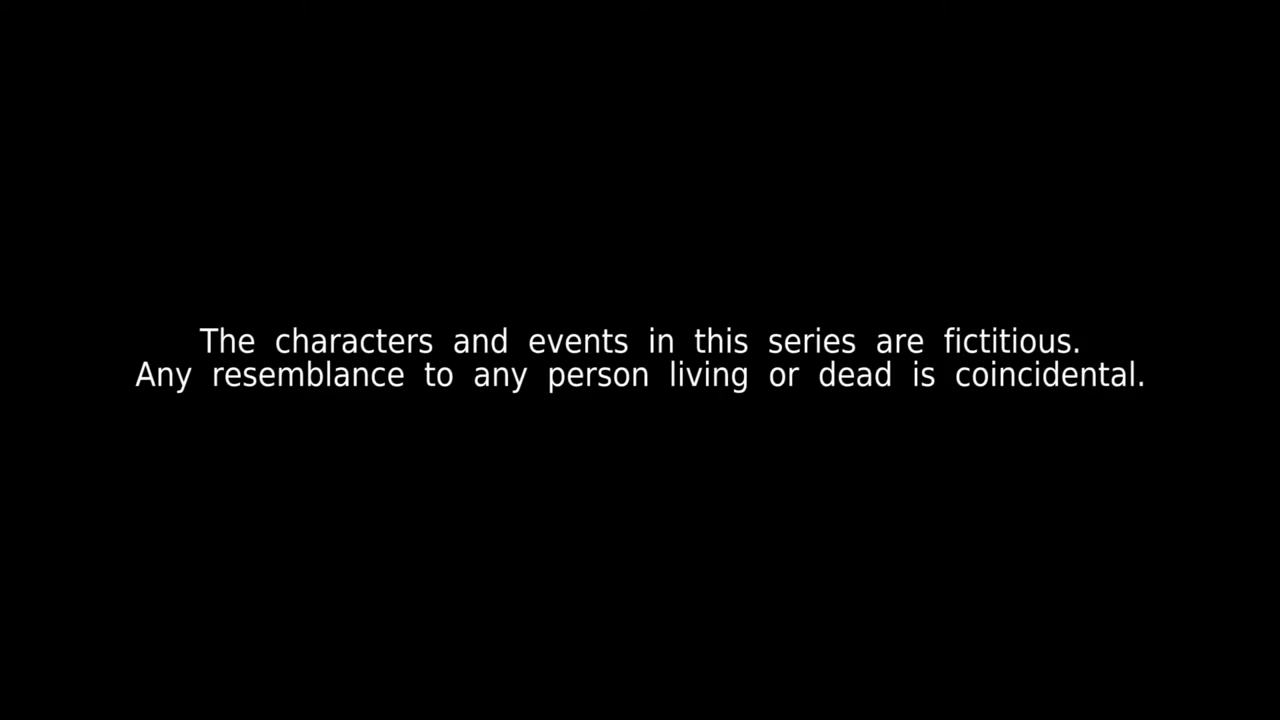 The characters and events in this series are fictitious.
Any resemblance to any person living or dead is coincidental.